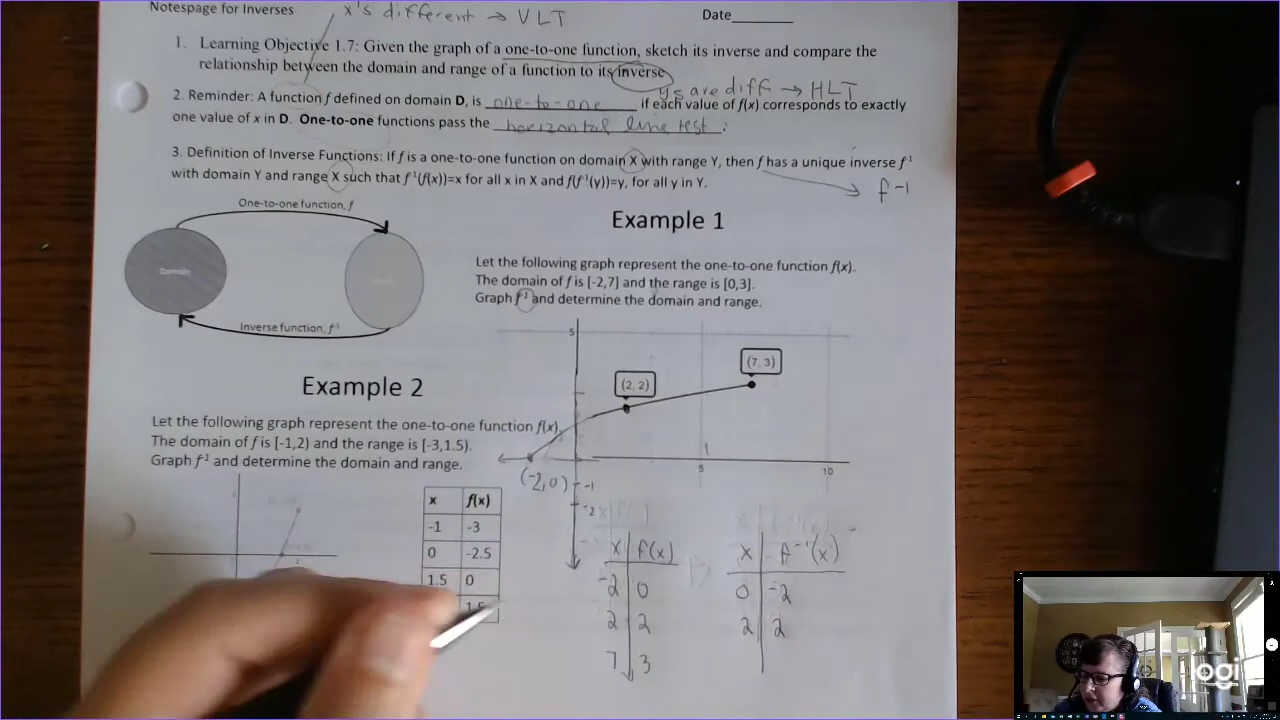 Notespage for Inverses
x's different → VLT
Date________
1. Learning Objective 1.7: Given the graph of a one-to-one function, sketch its inverse and compare the
relationship between the domain and range of a function to its inverse
ys are diff → HLT
2. Reminder: A function f defined on domain D, is one-to-one if each value of f(x) corresponds to exactly
one value of x in D. One-to-one functions pass the horizontal line test.
3. Definition of Inverse Functions: If f is a one-to-one function on domain X with range Y, then f has a unique inverse f⁻¹
with domain Y and range X such that f⁻¹(f(x))=x for all x in X and f(f⁻¹(y))=y, for all y in Y.
f⁻¹
One-to-one function, f
Domain
Inverse function, f⁻¹
Example 1
Let the following graph represent the one-to-one function f(x).
The domain of f is [-2,7] and the range is [0,3].
Graph f⁻¹ and determine the domain and range.
5
(7, 3)
(2, 2)
5
10
(-2,0)
-1
-2
x f(x)
-2 0
2 2
7 3
x f⁻¹(x)
0 -2
2 2
Example 2
Let the following graph represent the one-to-one function f(x).
The domain of f is [-1,2) and the range is [-3,1.5).
Graph f⁻¹ and determine the domain and range.
x f(x)
-1 -3
0 -2.5
1.5 0
1.5
ogi